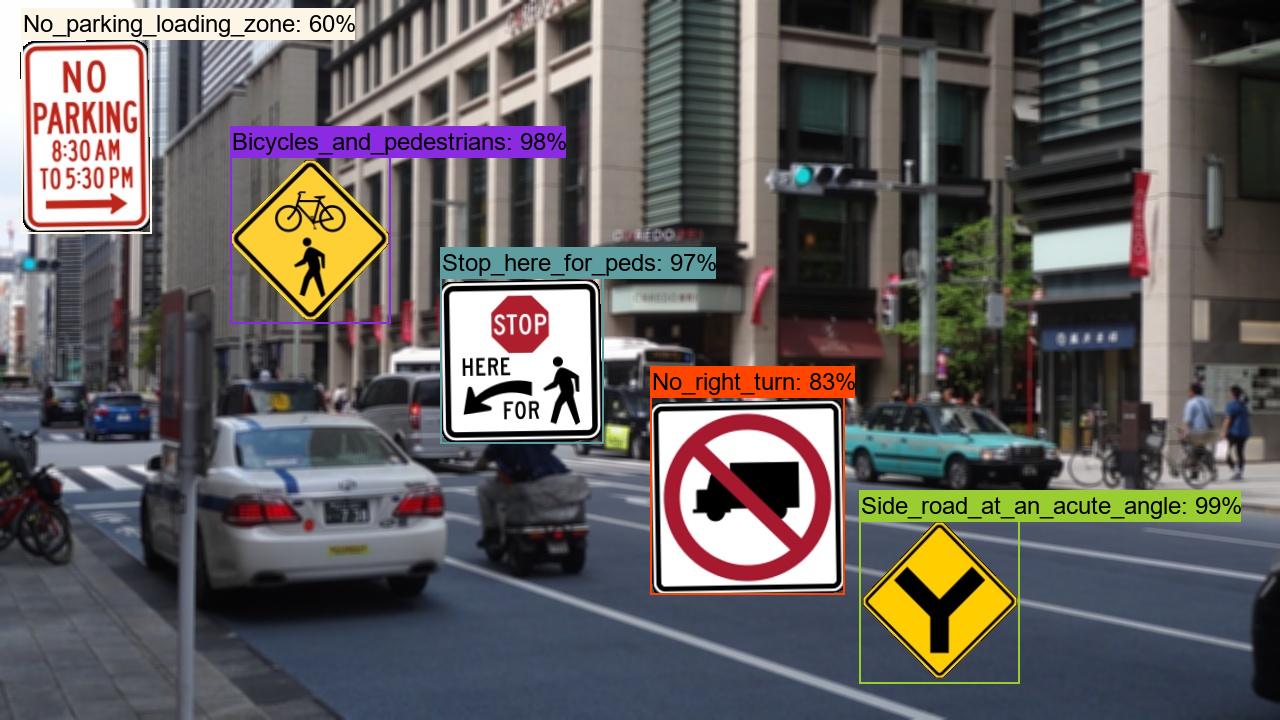 No_parking_loading_zone: 60%
NO
PARKING
8:30 AM
TO 5:30 PM
Bicycles_and_pedestrians: 98%
Stop_here_for_peds: 97%
STOP
HERE
FOR
No_right_turn: 83%
Side_road_at_an_acute_angle: 99%